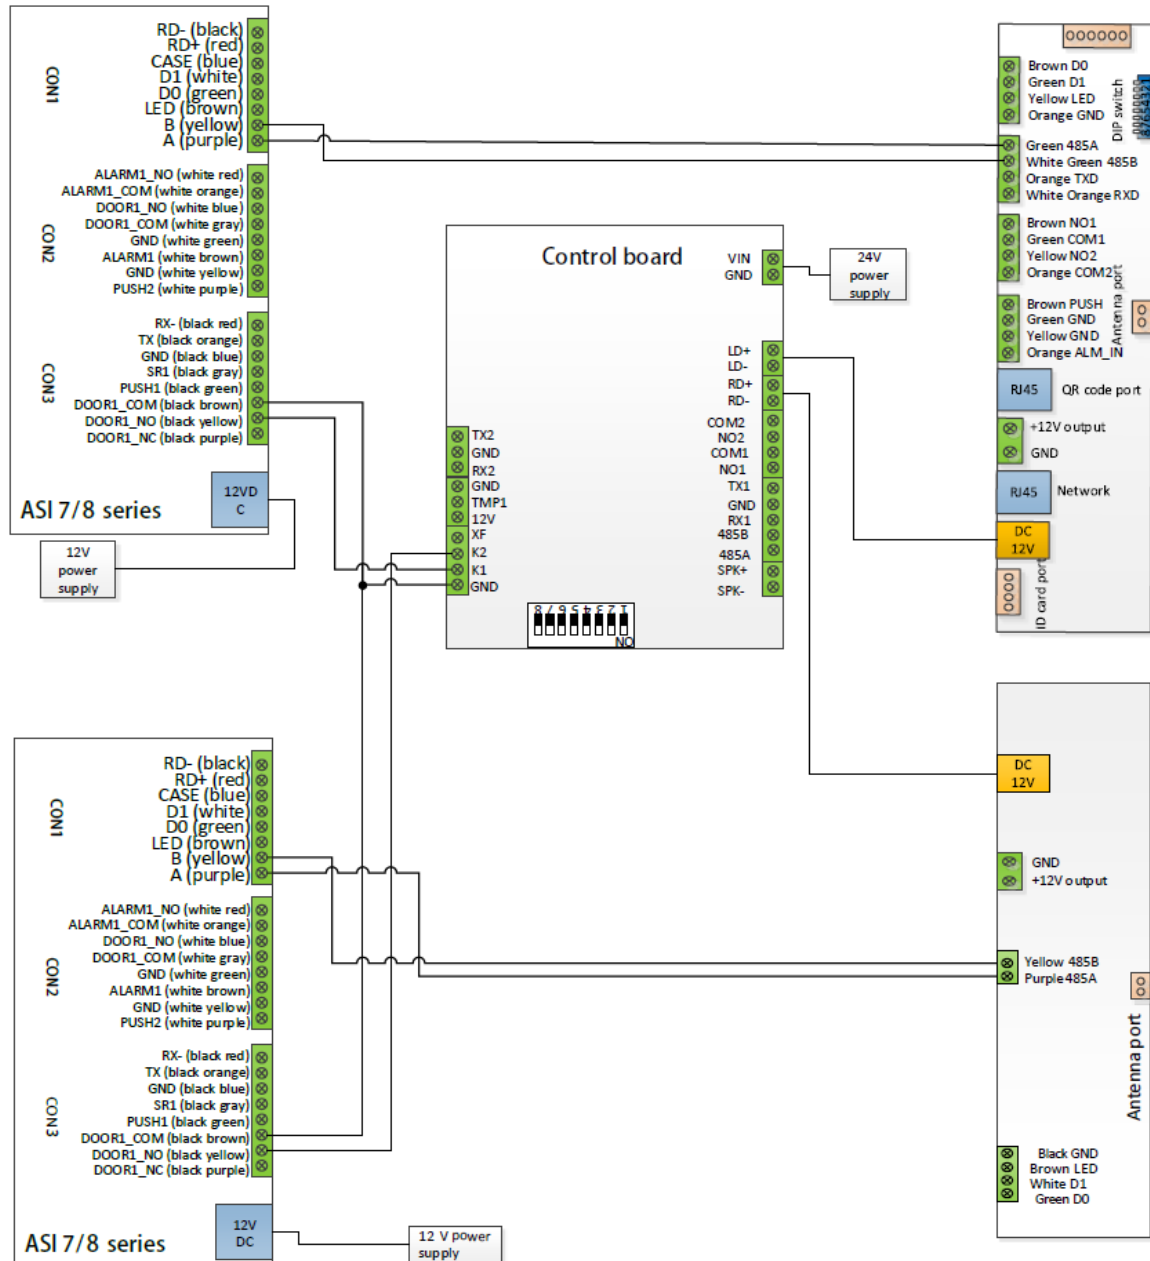 RD- (black)
RD+ (red)
CASE (blue)
D1 (white)
D0 (green)
LED (brown)
B (yellow)
A (purple)
CON1
ALARM1_NO (white red)
ALARM1_COM (white orange)
DOOR1_NO (white blue)
DOOR1_COM (white gray)
GND (white green)
ALARM1 (white brown)
GND (white yellow)
PUSH2 (white purple)
CON2
RX- (black red)
TX (black orange)
GND (black blue)
SR1 (black gray)
PUSH1 (black green)
DOOR1_COM (black brown)
DOOR1_NO (black yellow)
DOOR1_NC (black purple)
CON3
ASI 7/8 series
12VD
C
12V
power
supply
Control board
VIN
GND
24V
power
supply
LD+
LD-
RD+
RD-
COM2
NO2
COM1
NO1
TX1
GND
RX1
485B
485A
SPK+
SPK-
TX2
GND
RX2
GND
TMP1
12V
XF
K2
K1
GND
8 7 6 5 4 3 2 1
ON
Brown D0
Green D1
Yellow LED
Orange GND
DIP switch
87654321
Green 485A
White Green 485B
Orange TXD
White Orange RXD
Brown NO1
Green COM1
Yellow NO2
Orange COM2
Antenna port
Brown PUSH
Green GND
Yellow GND
Orange ALM_IN
RJ45
QR code port
+12V output
GND
RJ45
Network
DC
12V
ID card port
RD- (black)
RD+ (red)
CASE (blue)
D1 (white)
D0 (green)
LED (brown)
B (yellow)
A (purple)
CON1
ALARM1_NO (white red)
ALARM1_COM (white orange)
DOOR1_NO (white blue)
DOOR1_COM (white gray)
GND (white green)
ALARM1 (white brown)
GND (white yellow)
PUSH2 (white purple)
CON2
RX- (black red)
TX (black orange)
GND (black blue)
SR1 (black gray)
PUSH1 (black green)
DOOR1_COM (black brown)
DOOR1_NO (black yellow)
DOOR1_NC (black purple)
CON3
ASI 7/8 series
12V
DC
12 V power
supply
DC
12V
GND
+12V output
Yellow 485B
Purple 485A
Antenna port
Black GND
Brown LED
White D1
Green D0